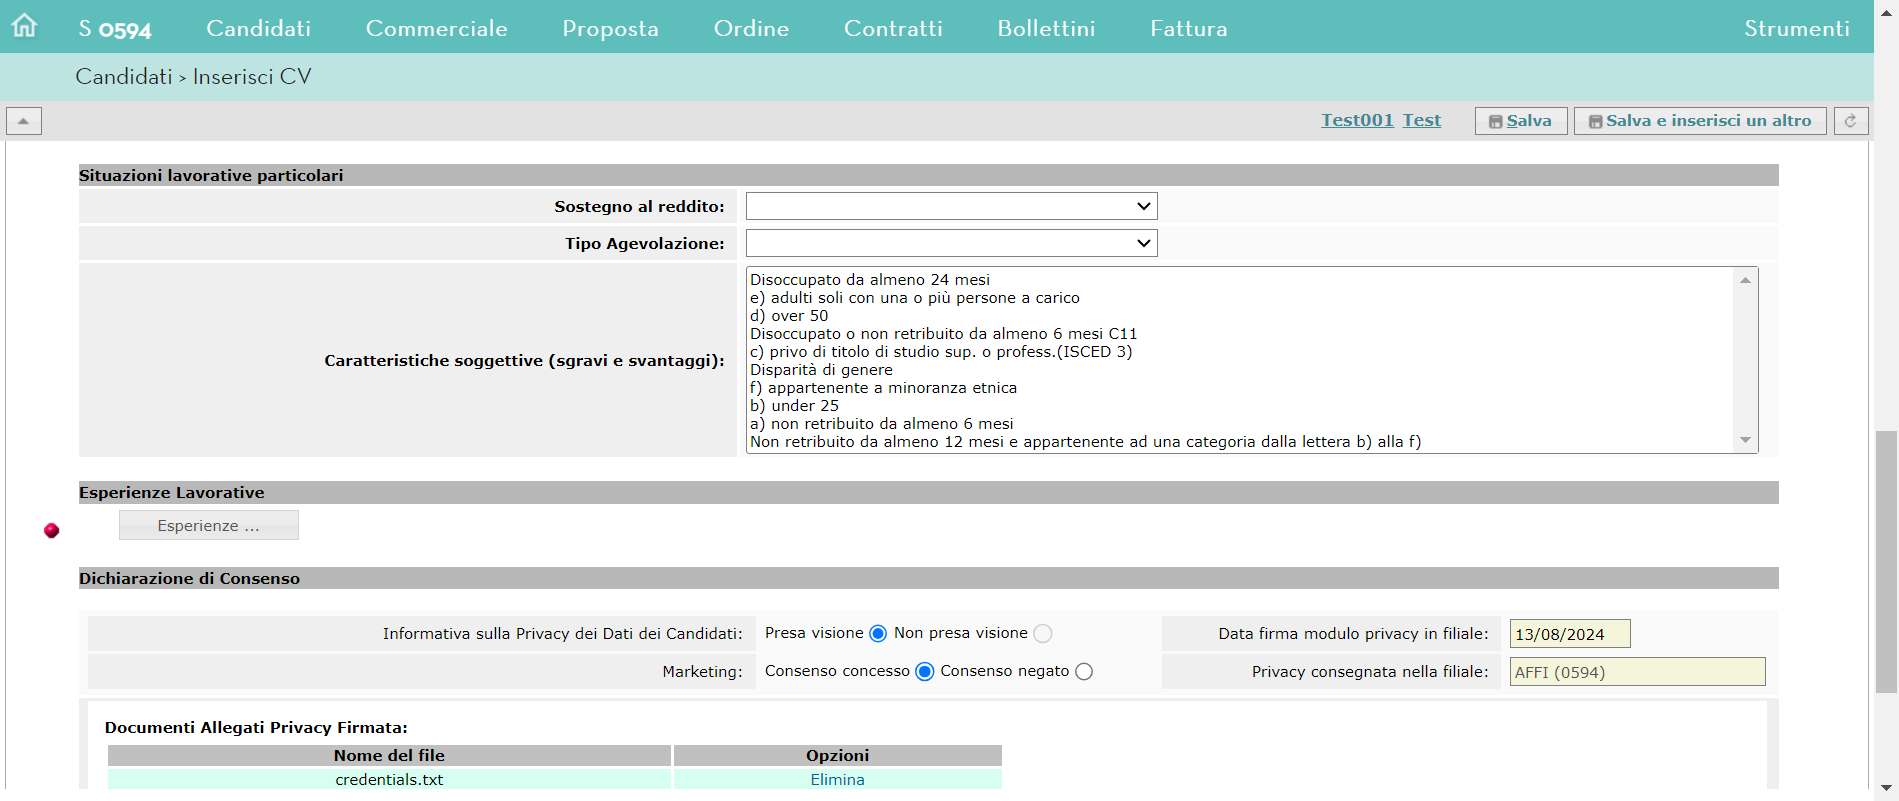 S 0594 Candidati Commerciale Proposta Ordine Contratti Bollettini Fattura Strumenti
Candidati > Inserisci CV
Test001 Test Salva Salva e inserisci un altro
Situazioni lavorative particolari
Sostegno al reddito:
Tipo Agevolazione:
Caratteristiche soggettive (sgravi e svantaggi):
Disoccupato da almeno 24 mesi
e) adulti soli con una o più persone a carico
d) over 50
Disoccupato o non retribuito da almeno 6 mesi C11
c) privo di titolo di studio sup. o profess.(ISCED 3)
Disparità di genere
f) appartenente a minoranza etnica
b) under 25
a) non retribuito da almeno 6 mesi
Non retribuito da almeno 12 mesi e appartenente ad una categoria dalla lettera b) alla f)
Esperienze Lavorative
Esperienze ...
Dichiarazione di Consenso
Informativa sulla Privacy dei Dati dei Candidati: Presa visione Non presa visione Data firma modulo privacy in filiale: 13/08/2024
Marketing: Consenso concesso Consenso negato Privacy consegnata nella filiale: AFFI (0594)
Documenti Allegati Privacy Firmata:
Nome del file Opzioni
credentials.txt Elimina